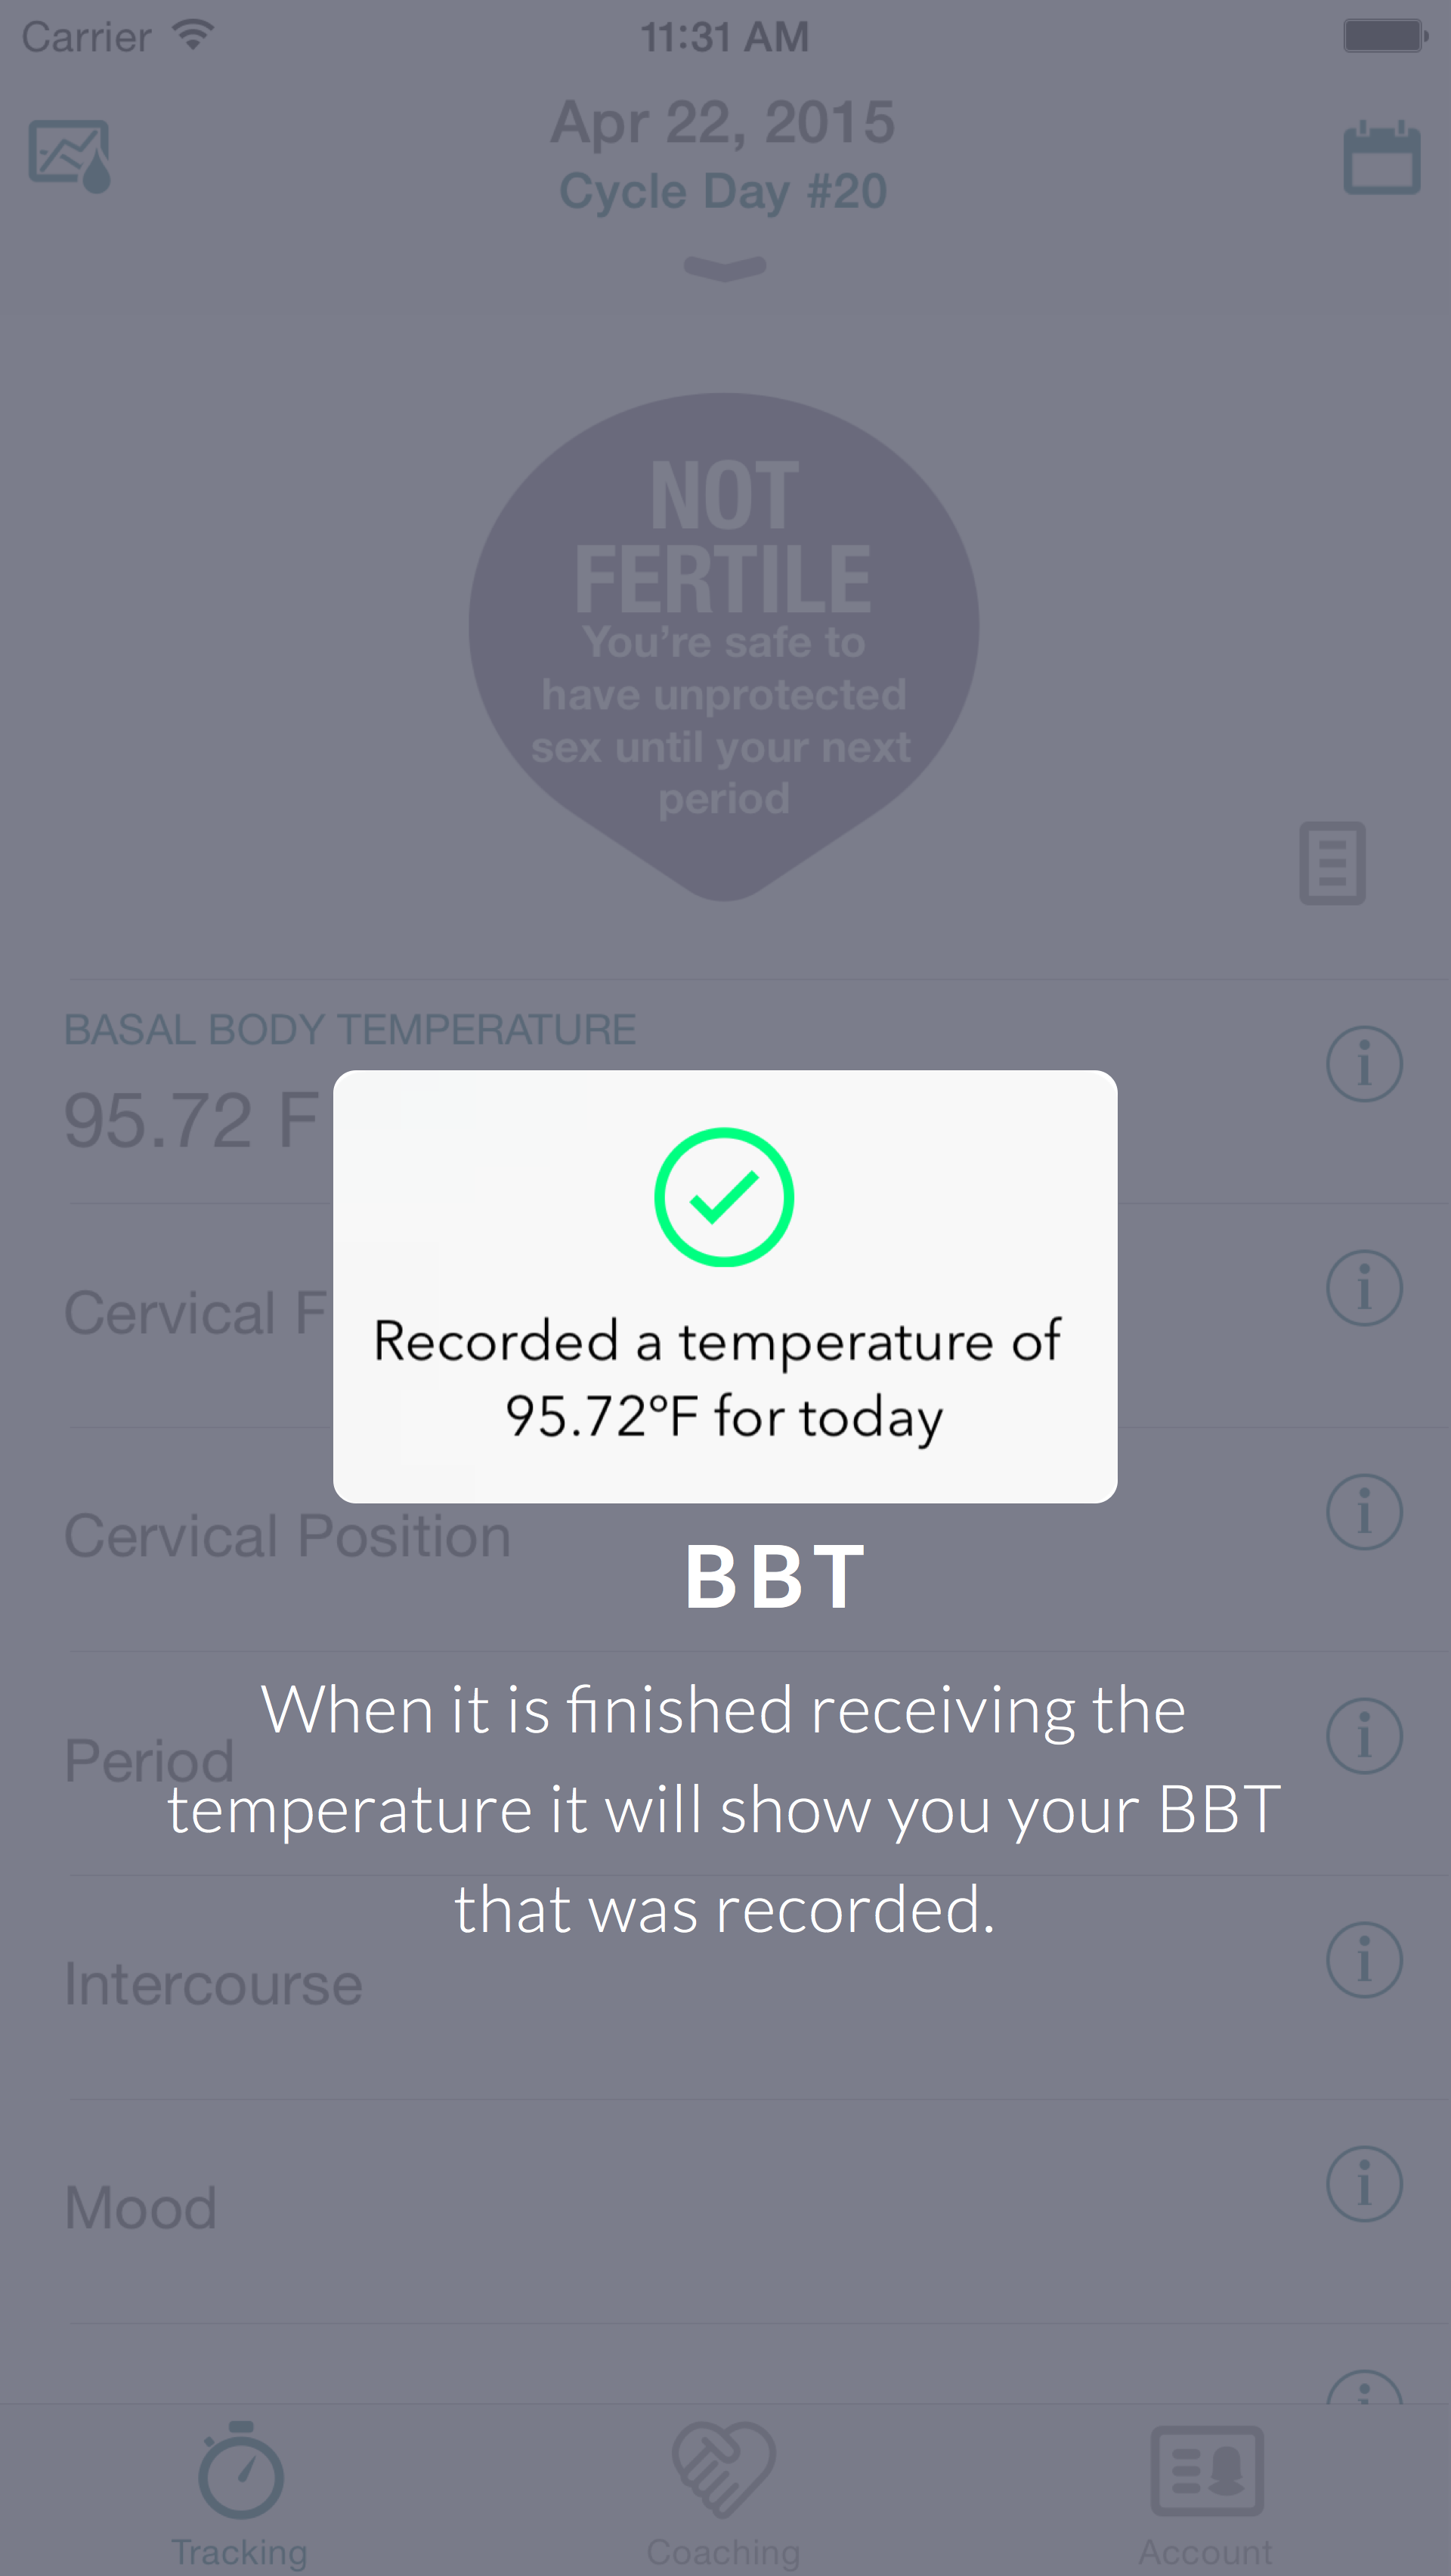 Carrier 11:31 AM
Apr 22, 2015
Cycle Day #20
NOT
FERTILE
You're safe to
have unprotected
sex until your next
period
BASAL BODY TEMPERATURE
95.72 F
Recorded a temperature of
95.72°F for today
Cervical F
Cervical Position
BBT
When it is finished receiving the
Period
temperature it will show you your BBT
that was recorded.
Intercourse
Mood
Tracking Coaching Account